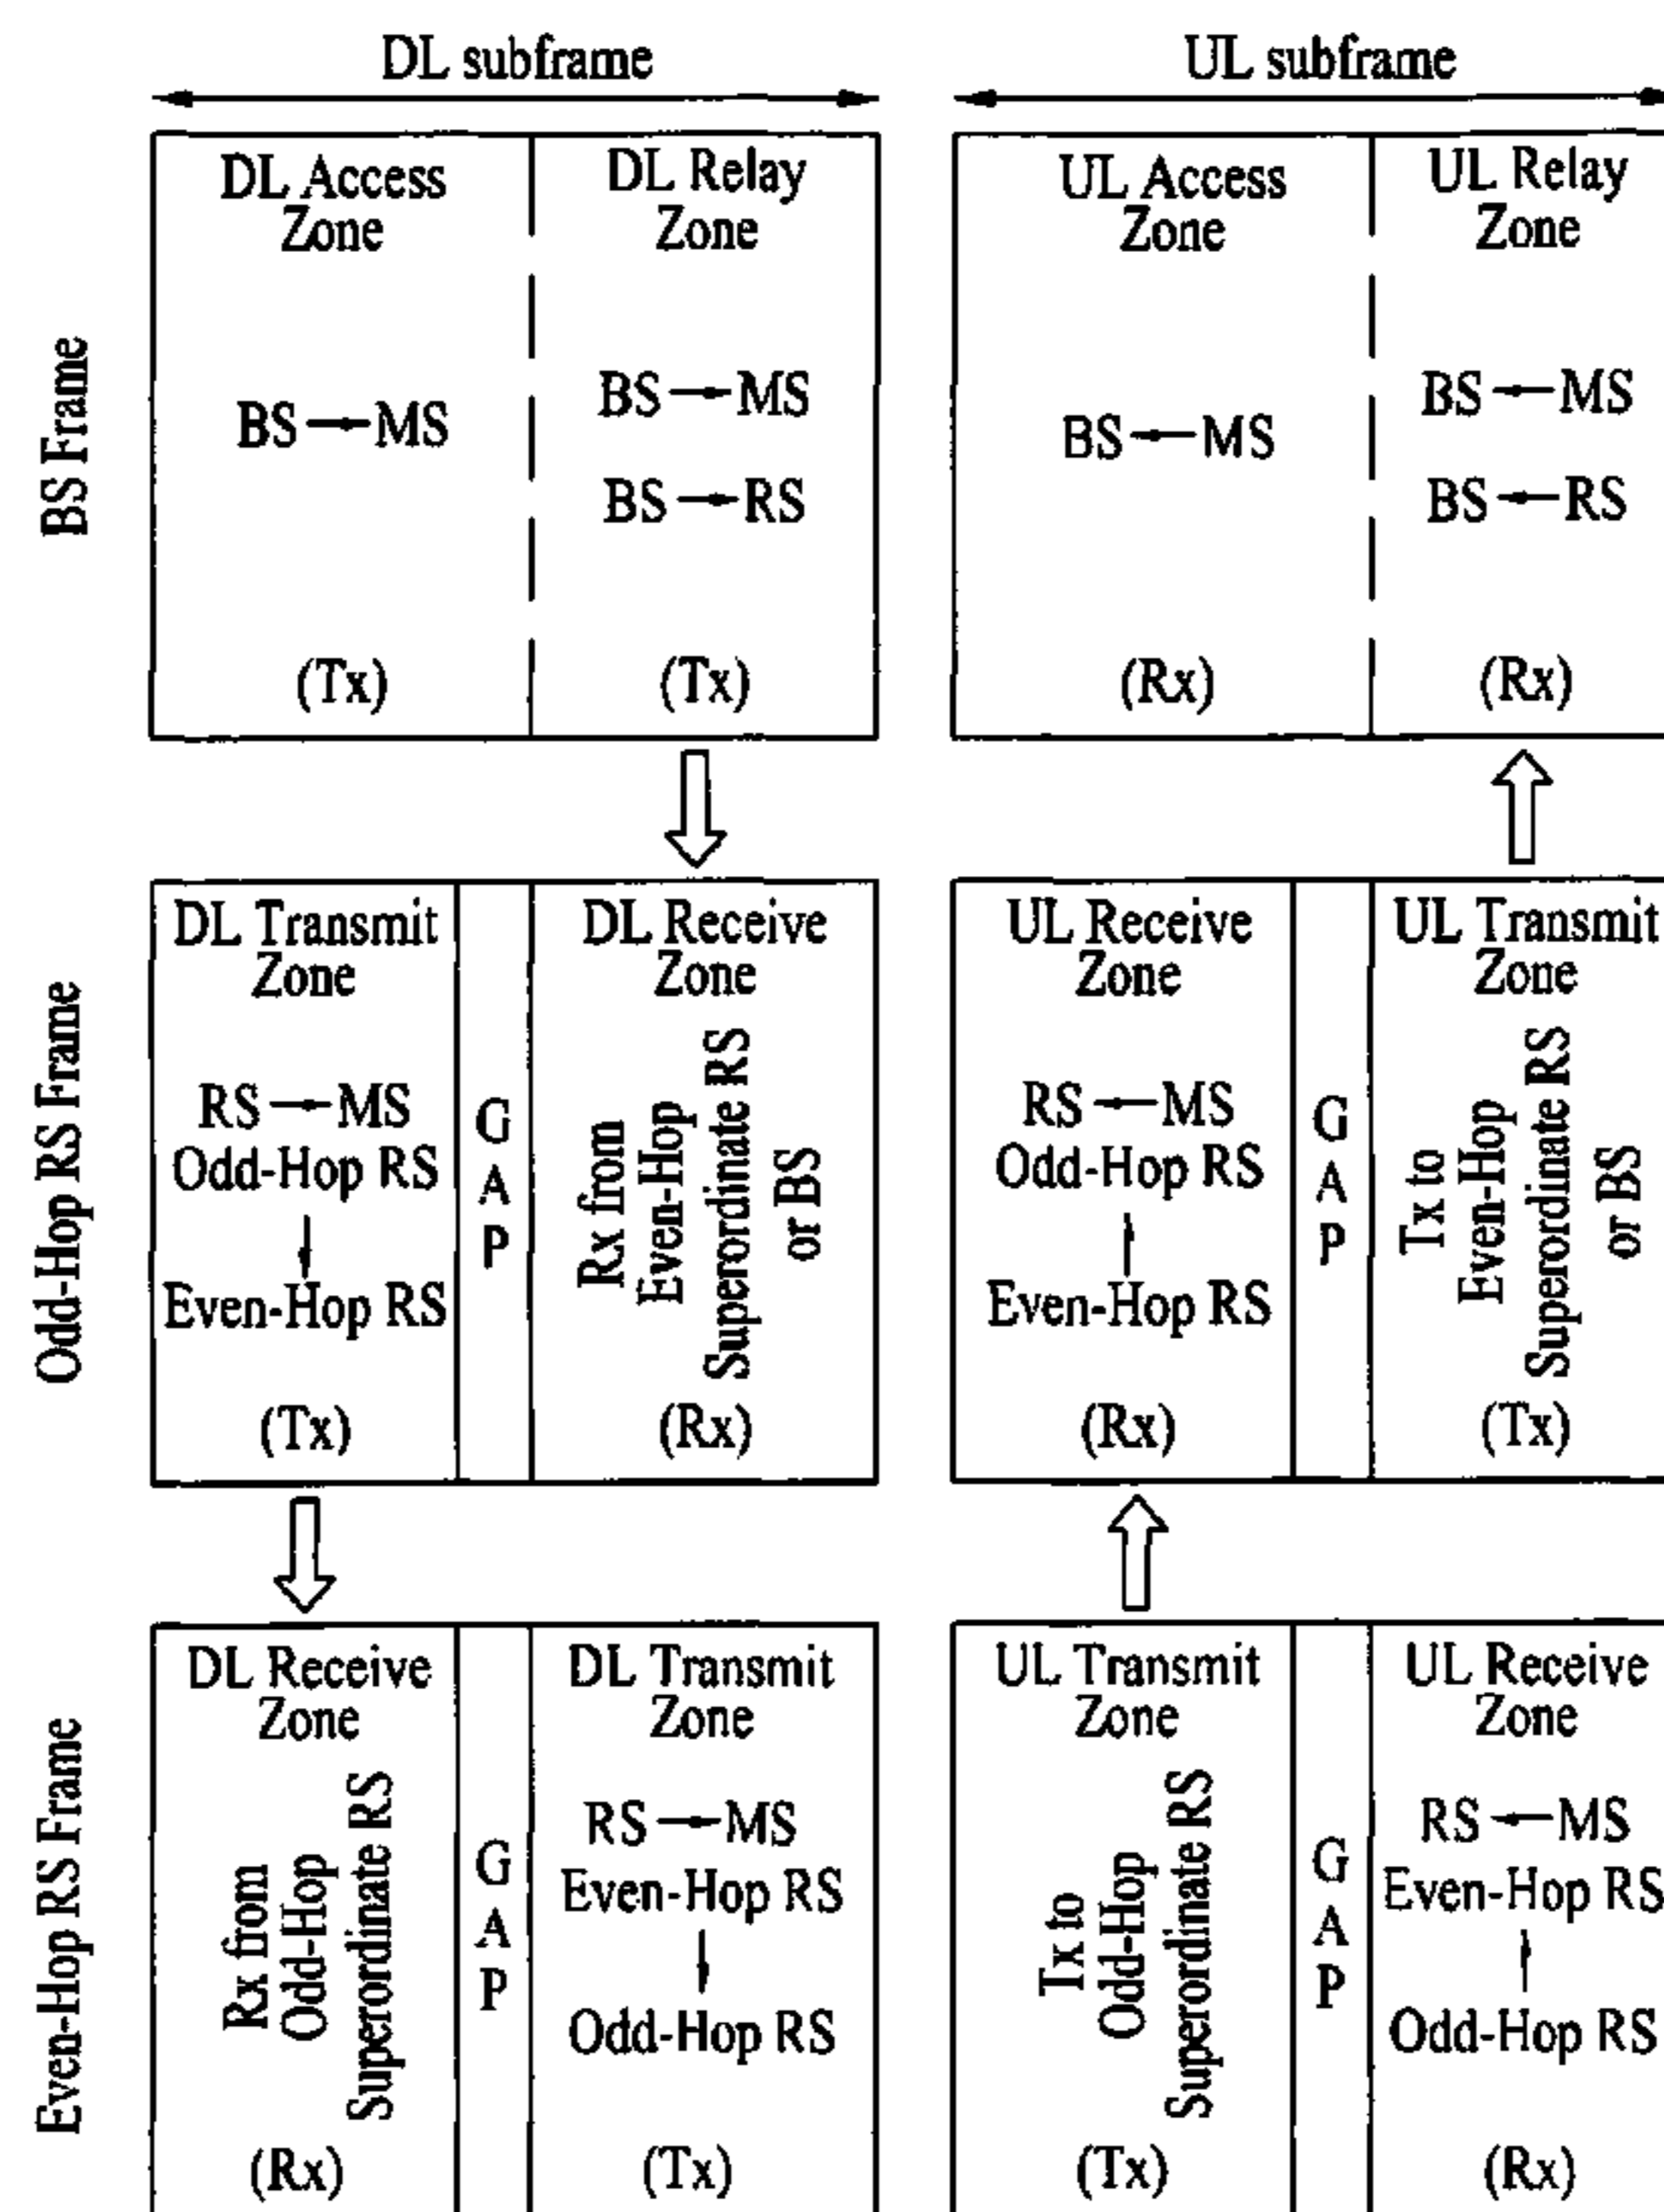 DL subframe
UL subframe
BS Frame
DL Access
Zone
BS
MS
(Tx)
DL Relay
Zone
BS
MS
BS
RS
(Tx)
UL Access
Zone
BS
MS
(Rx)
UL Relay
Zone
BS
MS
BS
RS
(Rx)
Odd-Hop RS Frame
DL Transmit
Zone
RS
MS
Odd-Hop RS
Even-Hop RS
(Tx)
G
A
P
DL Receive
Zone
Rx from
Even-Hop
Superordinate RS
or BS
(Rx)
UL Receive
Zone
RS
MS
Odd-Hop RS
Even-Hop RS
(Rx)
G
A
P
UL Transmit
Zone
Tx to
Even-Hop
Superordinate RS
or BS
(Tx)
Even-Hop RS Frame
DL Receive
Zone
Rx from
Odd-Hop
Superordinate RS
(Rx)
G
A
P
DL Transmit
Zone
RS
MS
Even-Hop RS
Odd-Hop RS
(Tx)
UL Transmit
Zone
Tx to
Odd-Hop
Superordinate RS
(Tx)
G
A
P
UL Receive
Zone
RS
MS
Even-Hop RS
Odd-Hop RS
(Rx)